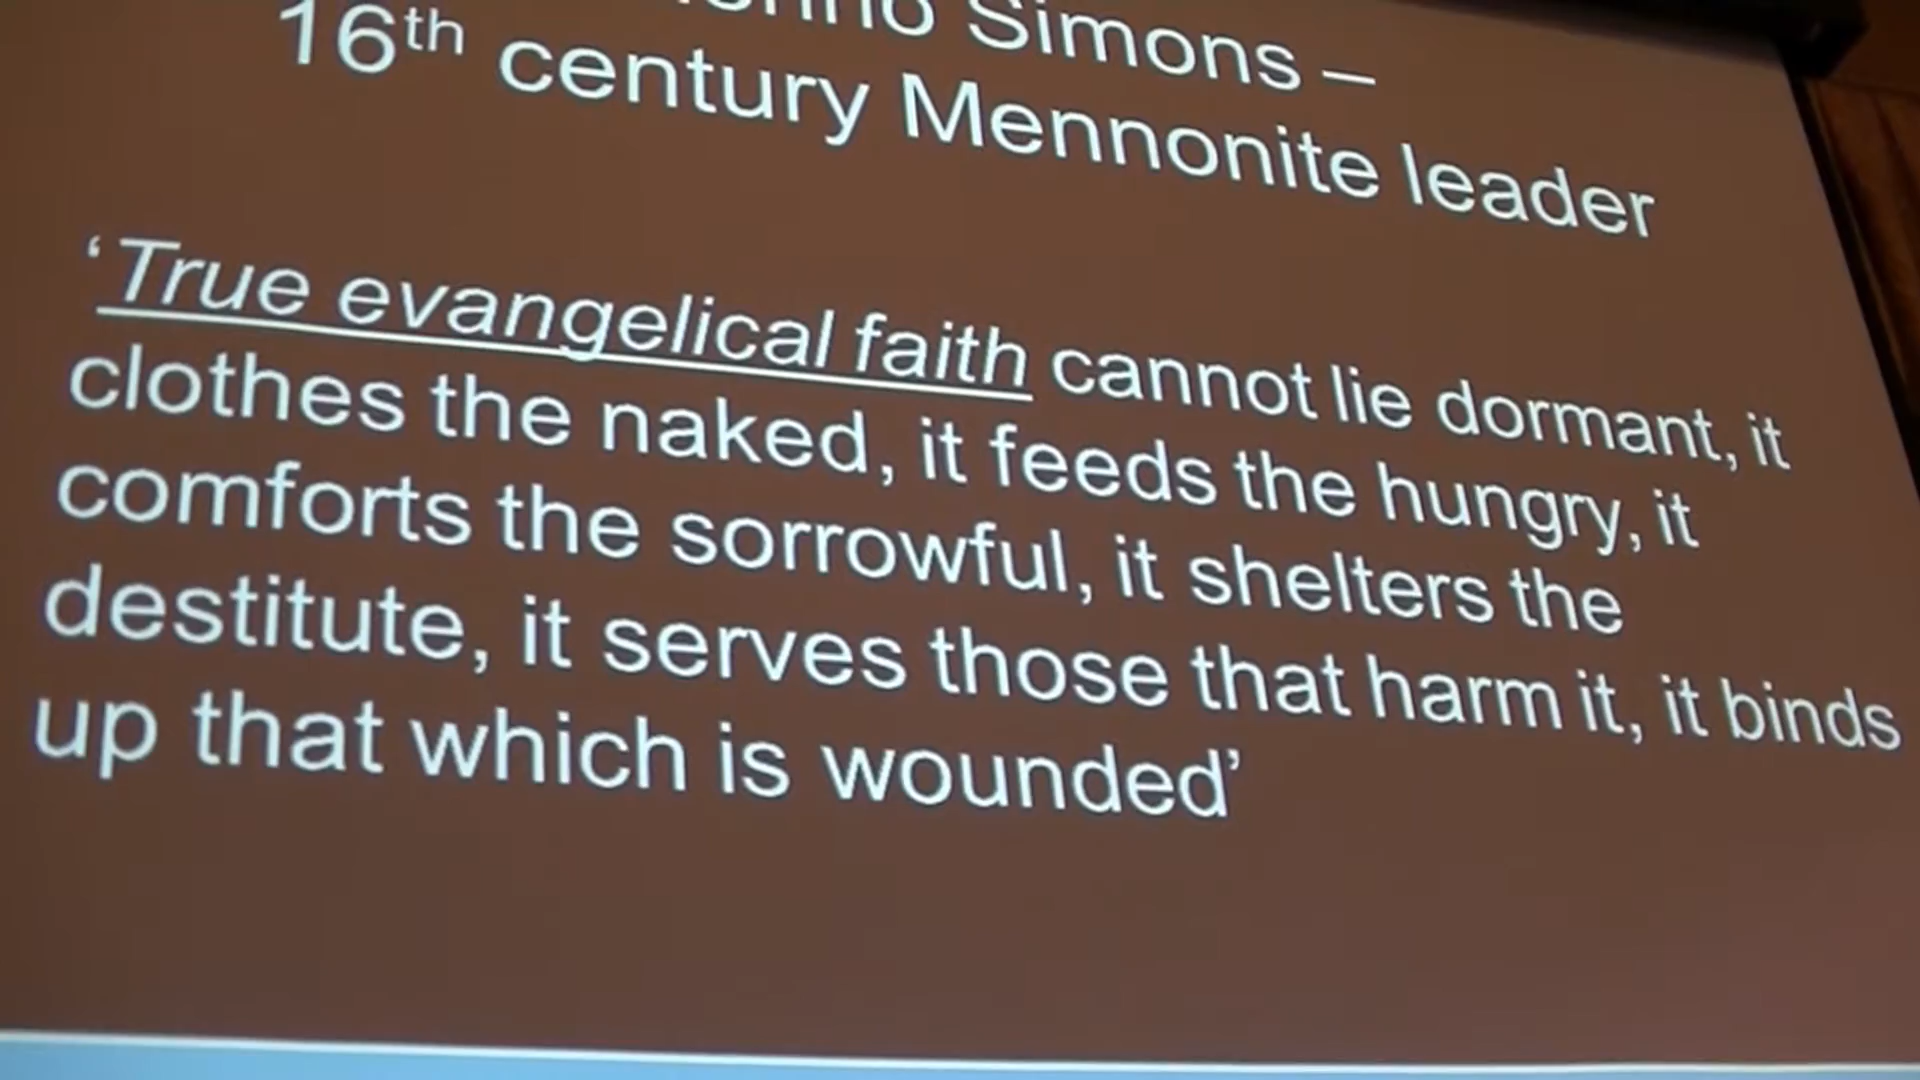 Simons –
16th century Mennonite leader
‘True evangelical faith cannot lie dormant, it
clothes the naked, it feeds the hungry, it
comforts the sorrowful, it shelters the
destitute, it serves those that harm it, it binds
up that which is wounded’